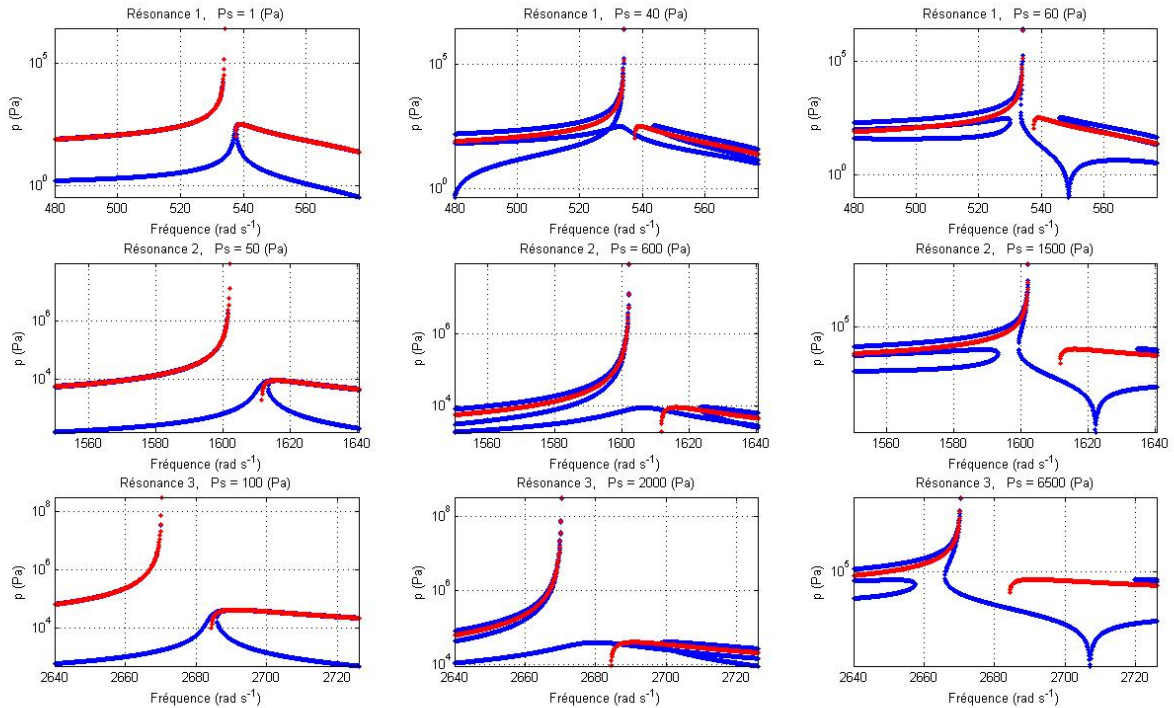 Résonance 1, Ps = 1 (Pa)
p (Pa)
10^5
10^0
480 500 520 540 560
Fréquence (rad s^-1)
Résonance 1, Ps = 40 (Pa)
p (Pa)
10^5
10^0
480 500 520 540 560
Fréquence (rad s^-1)
Résonance 1, Ps = 60 (Pa)
p (Pa)
10^5
10^0
480 500 520 540 560
Fréquence (rad s^-1)
Résonance 2, Ps = 50 (Pa)
p (Pa)
10^6
10^4
1560 1580 1600 1620 1640
Fréquence (rad s^-1)
Résonance 2, Ps = 600 (Pa)
p (Pa)
10^6
10^4
1560 1580 1600 1620 1640
Fréquence (rad s^-1)
Résonance 2, Ps = 1500 (Pa)
p (Pa)
10^5
1560 1580 1600 1620 1640
Fréquence (rad s^-1)
Résonance 3, Ps = 100 (Pa)
p (Pa)
10^8
10^6
10^4
2640 2660 2680 2700 2720
Fréquence (rad s^-1)
Résonance 3, Ps = 2000 (Pa)
p (Pa)
10^8
10^6
10^4
2640 2660 2680 2700 2720
Fréquence (rad s^-1)
Résonance 3, Ps = 6500 (Pa)
p (Pa)
10^5
2640 2660 2680 2700 2720
Fréquence (rad s^-1)